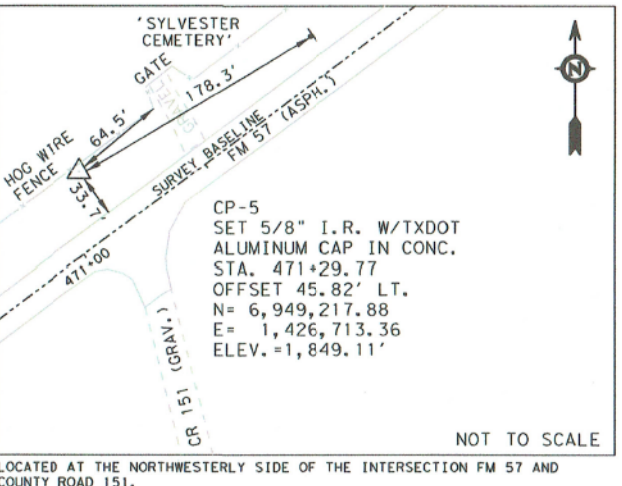 'SYLVESTER
CEMETERY'
GATE
178.3'
GRAVEL
64.5'
HOG WIRE
FENCE
33.7'
SURVEY BASELINE
FM 57 (ASPH.)
471+00
N
CP-5
SET 5/8" I.R. W/TXDOT
ALUMINUM CAP IN CONC.
STA. 471+29.77
OFFSET 45.82' LT.
N= 6,949,217.88
E= 1,426,713.36
ELEV.=1,849.11'
CR 151 (GRAV.)
NOT TO SCALE
LOCATED AT THE NORTHWESTERLY SIDE OF THE INTERSECTION FM 57 AND
COUNTY ROAD 151.